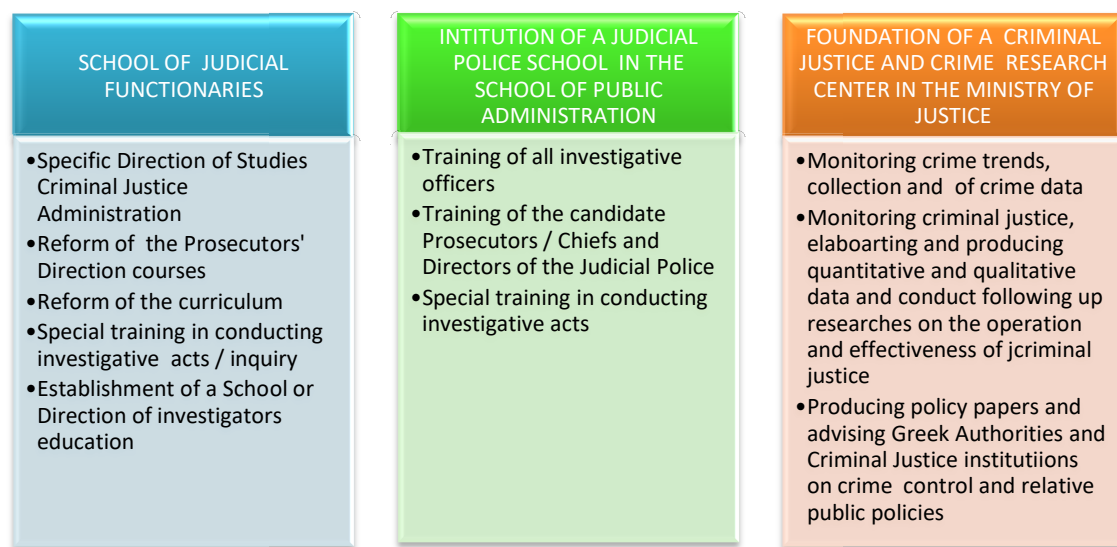 SCHOOL OF JUDICIAL
FUNCTIONARIES
•Specific Direction of Studies
Criminal Justice
Administration
•Reform of the Prosecutors'
Direction courses
•Reform of the curriculum
•Special training in conducting
investigative acts / inquiry
•Establishment of a School or
Direction of investigators
education
INTITUTION OF A JUDICIAL
POLICE SCHOOL IN THE
SCHOOL OF PUBLIC
ADMINISTRATION
•Training of all investigative
officers
•Training of the candidate
Prosecutors / Chiefs and
Directors of the Judicial Police
•Special training in conducting
investigative acts
FOUNDATION OF A CRIMINAL
JUSTICE AND CRIME RESEARCH
CENTER IN THE MINISTRY OF
JUSTICE
•Monitoring crime trends,
collection and of crime data
•Monitoring criminal justice,
elaboarting and producing
quantitative and qualitative
data and conduct following up
researches on the operation
and effectiveness of jcriminal
justice
•Producing policy papers and
advising Greek Authorities and
Criminal Justice institutiions
on crime control and relative
public policies